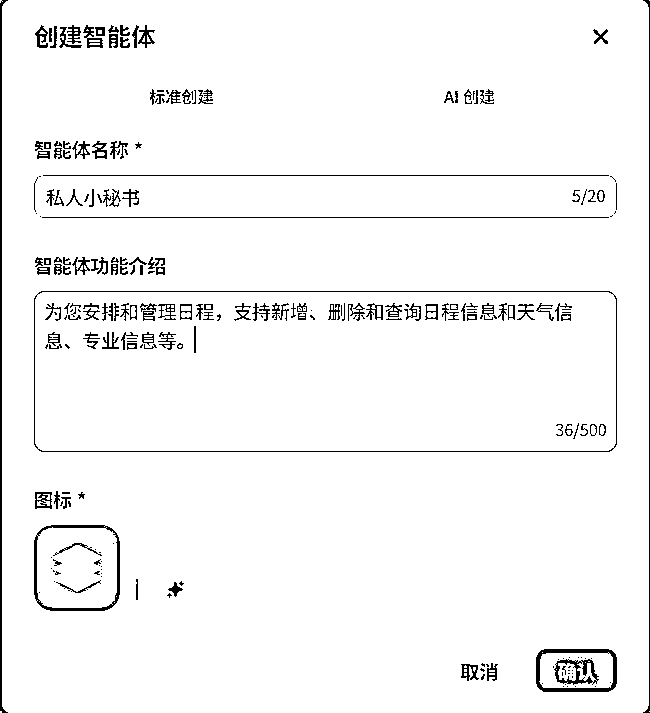 创建智能体
标准创建
AI 创建
智能体名称 *
私人小秘书
5/20
智能体功能介绍
为您安排和管理日程，支持新增、删除和查询日程信息和天气信
息、专业信息等。
36/500
图标 *
取消
确认